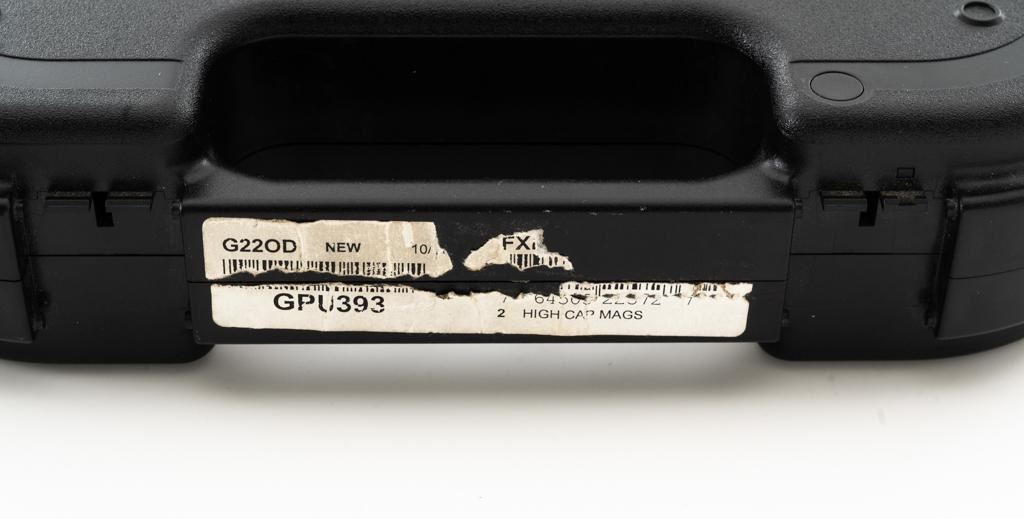 G22OD NEW 10/ FX
GPU393
2 HIGH CAP MAGS